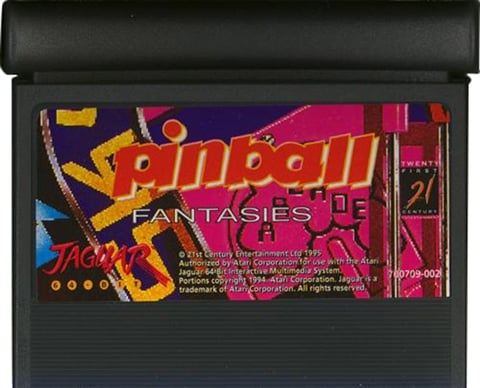 pinball
FANTASIES
TWENTY
FIRST
21
CENTURY
JAGUAR
64-BIT
© 21st Century Entertainment Ltd 1995
Authorized by Atari Corporation for use with the Atari
Jaguar 64-Bit Interactive Multimedia System.
Portions copyright 1994 Atari Corporation. Jaguar is a
trademark of Atari Corporation. All rights reserved.
700709-002